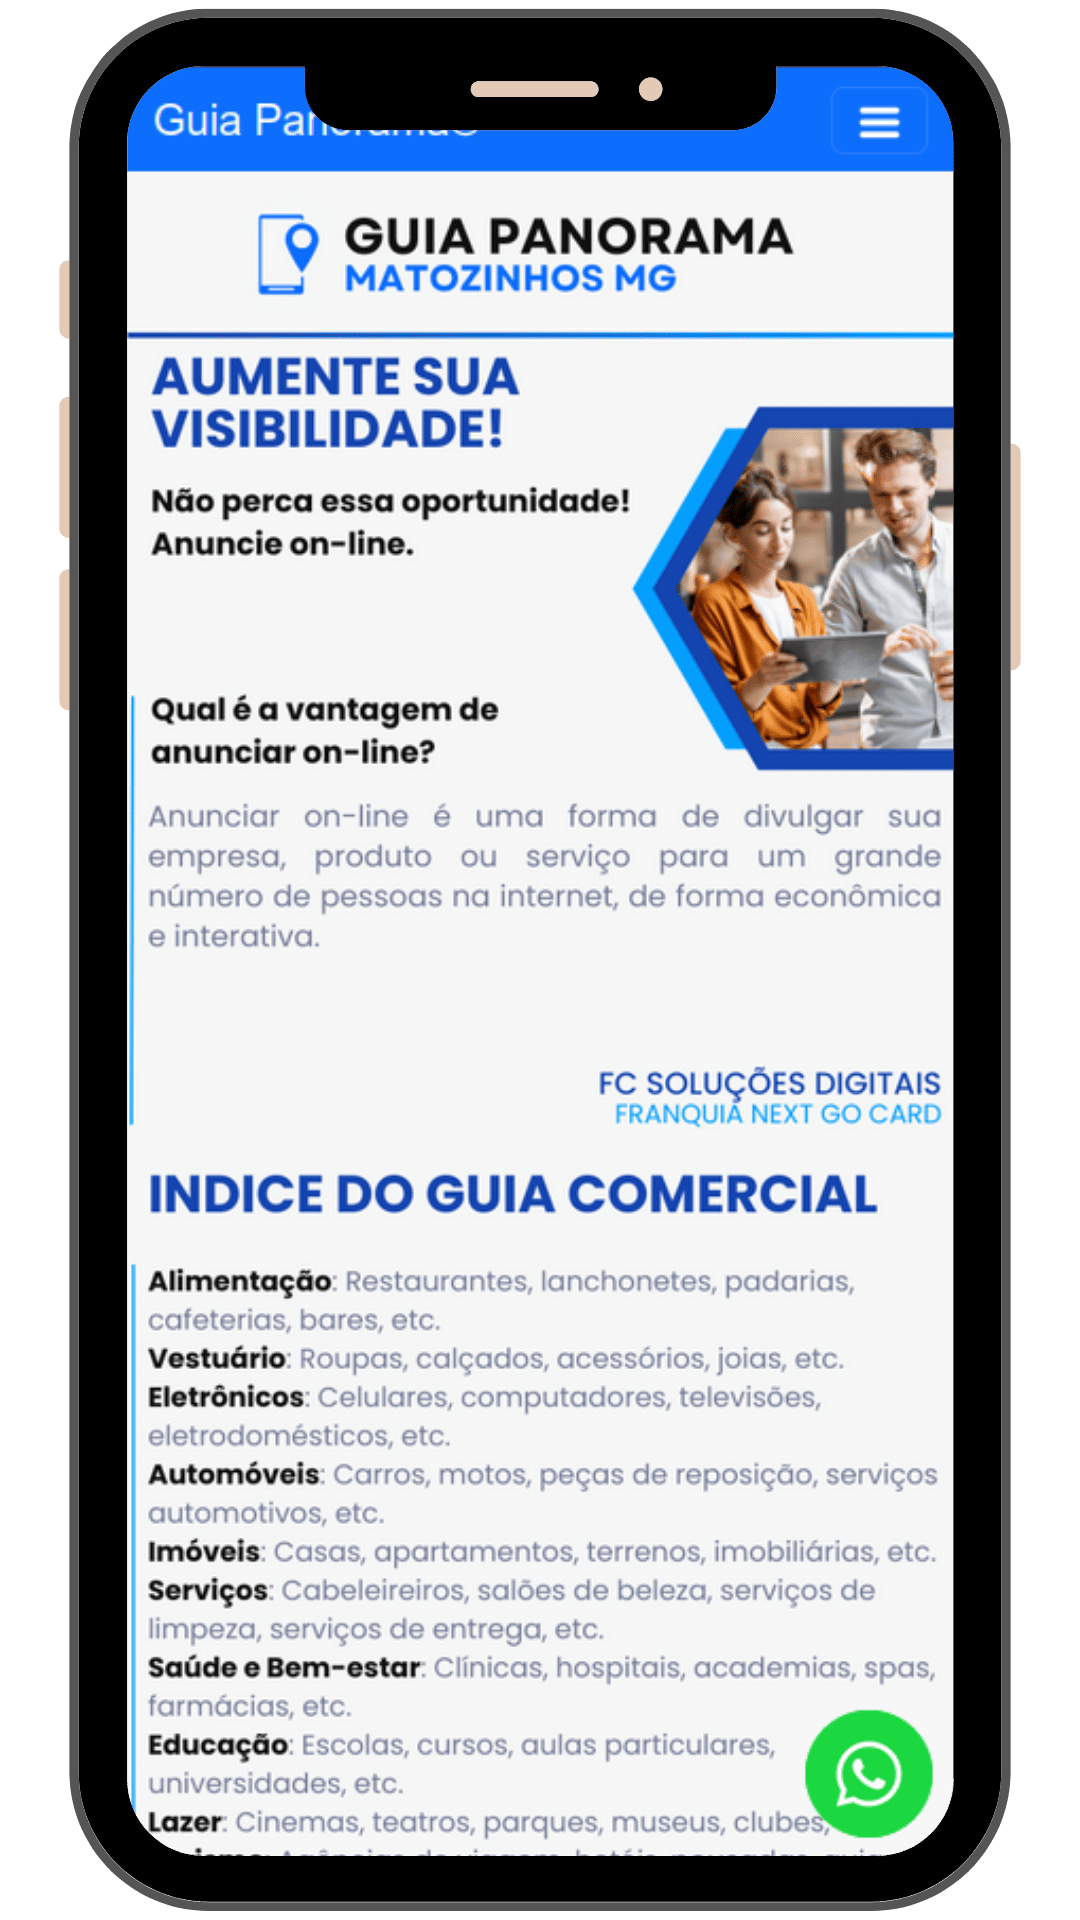 Guia
GUIA PANORAMA
MATOZINHOS MG
AUMENTE SUA
VISIBILIDADE!
Não perca essa oportunidade!
Anuncie on-line.
Qual é a vantagem de
anunciar on-line?
Anunciar on-line é uma forma de divulgar sua
empresa, produto ou serviço para um grande
número de pessoas na internet, de forma econômica
e interativa.
FC SOLUÇÕES DIGITAIS
FRANQUIA NEXT GO CARD
INDICE DO GUIA COMERCIAL
Alimentação: Restaurantes, lanchonetes, padarias,
cafeterias, bares, etc.
Vestuário: Roupas, calçados, acessórios, joias, etc.
Eletrônicos: Celulares, computadores, televisões,
eletrodomésticos, etc.
Automóveis: Carros, motos, peças de reposição, serviços
automotivos, etc.
Imóveis: Casas, apartamentos, terrenos, imobiliárias, etc.
Serviços: Cabeleireiros, salões de beleza, serviços de
limpeza, serviços de entrega, etc.
Saúde e Bem-estar: Clínicas, hospitais, academias, spas,
farmácias, etc.
Educação: Escolas, cursos, aulas particulares,
universidades, etc.
Lazer: Cinemas, teatros, parques, museus, clubes,